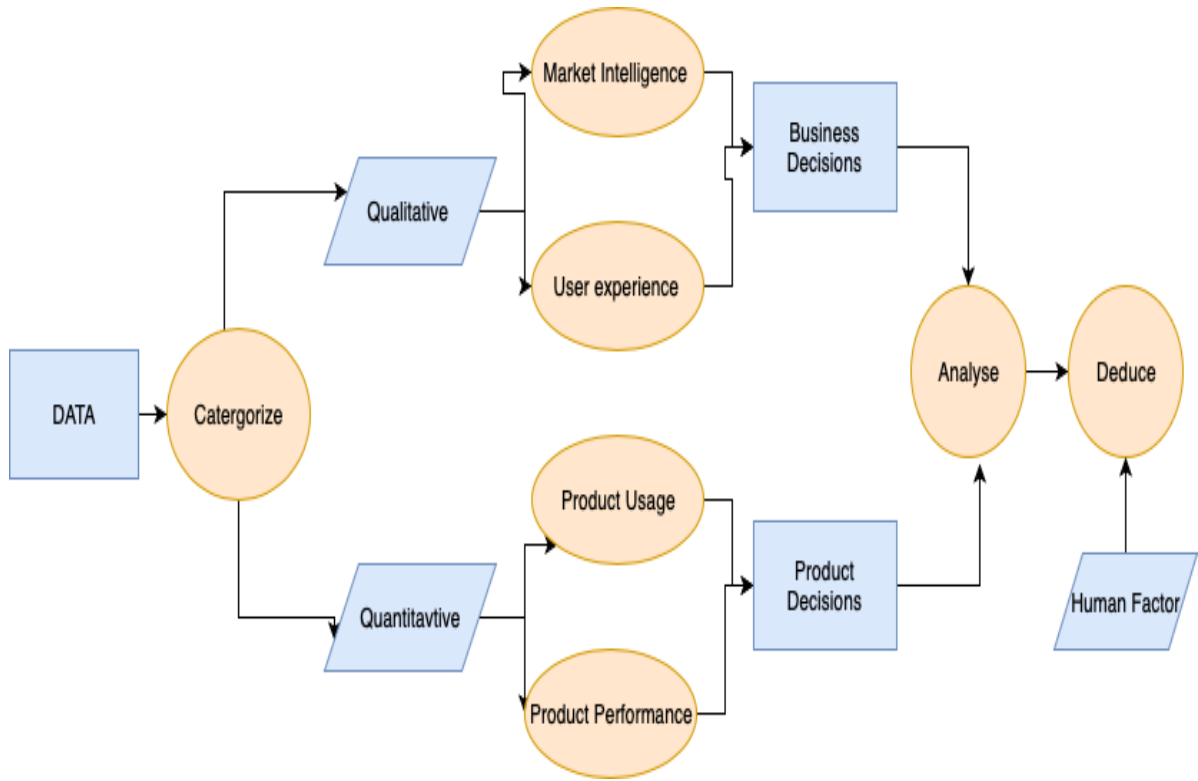 Market Intelligence
Business
Decisions
Qualitative
User experience
DATA
Catergorize
Analyse
Deduce
Product Usage
Product
Decisions
Quantitavtive
Human Factor
Product Performance